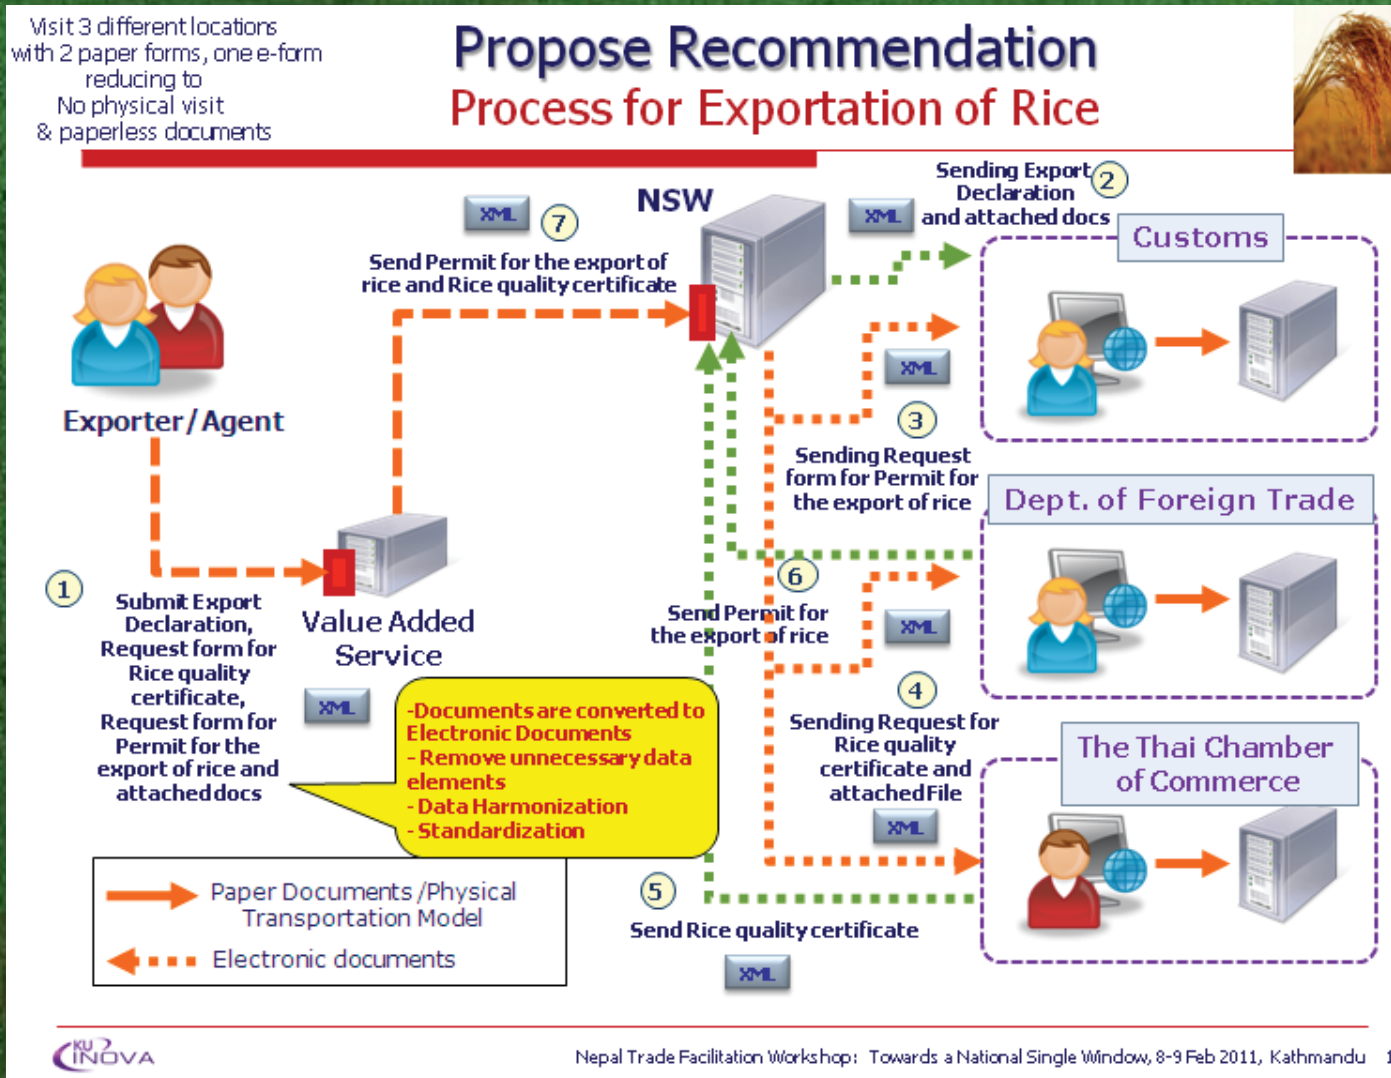 Visit 3 different locations
with 2 paper forms, one e-form
reducing to
No physical visit
& paperless documents
Propose Recommendation
Process for Exportation of Rice
XML
7
Send Permit for the export of
rice and Rice quality certificate
NSW
XML
Sending Export
Declaration
and attached docs
2
Customs
Exporter / Agent
XML
3
Sending Request
form for Permit for
the export of rice
Dept. of Foreign Trade
1
Submit Export
Declaration,
Request form for
Rice quality
certificate,
Request form for
Permit for the
export of rice and
attached docs
Value Added
Service
XML
6
Send Permit for
the export of rice
XML
4
Sending Request for
Rice quality
certificate and
attached File
XML
The Thai Chamber
of Commerce
-Documents are converted to
Electronic Documents
- Remove unnecessary data
elements
- Data Harmonization
- Standardization
5
Send Rice quality certificate
XML
Paper Documents /Physical
Transportation Model
Electronic documents
KU
INOVA
Nepal Trade Facilitation Workshop: Towards a National Single Window, 8-9 Feb 2011, Kathmandu 1